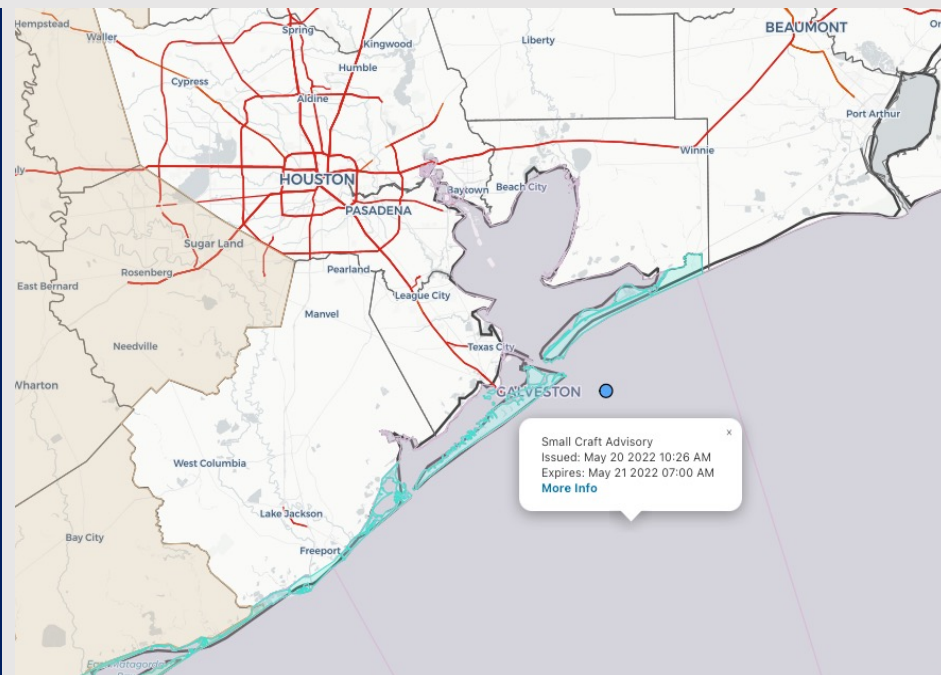 Hempstead
Waller
Spring
Kingwood
Liberty
BEAUMONT
Or
Cypress
Humble
Aldine
Port Arthur
Winnie
aly
HOUSTON
Baytown
Beach City
PASADENA
Sugar Land
Rosenberg
Pearland
East Bernard
League City
Manvel
Needville
Texas City
Wharton
GALVESTON
Small Craft Advisory
×
Issued: May 20 2022 10:26 AM
Expires: May 21 2022 07:00 AM
More Info
West Columbia
Lake Jackson
Bay City
Freeport